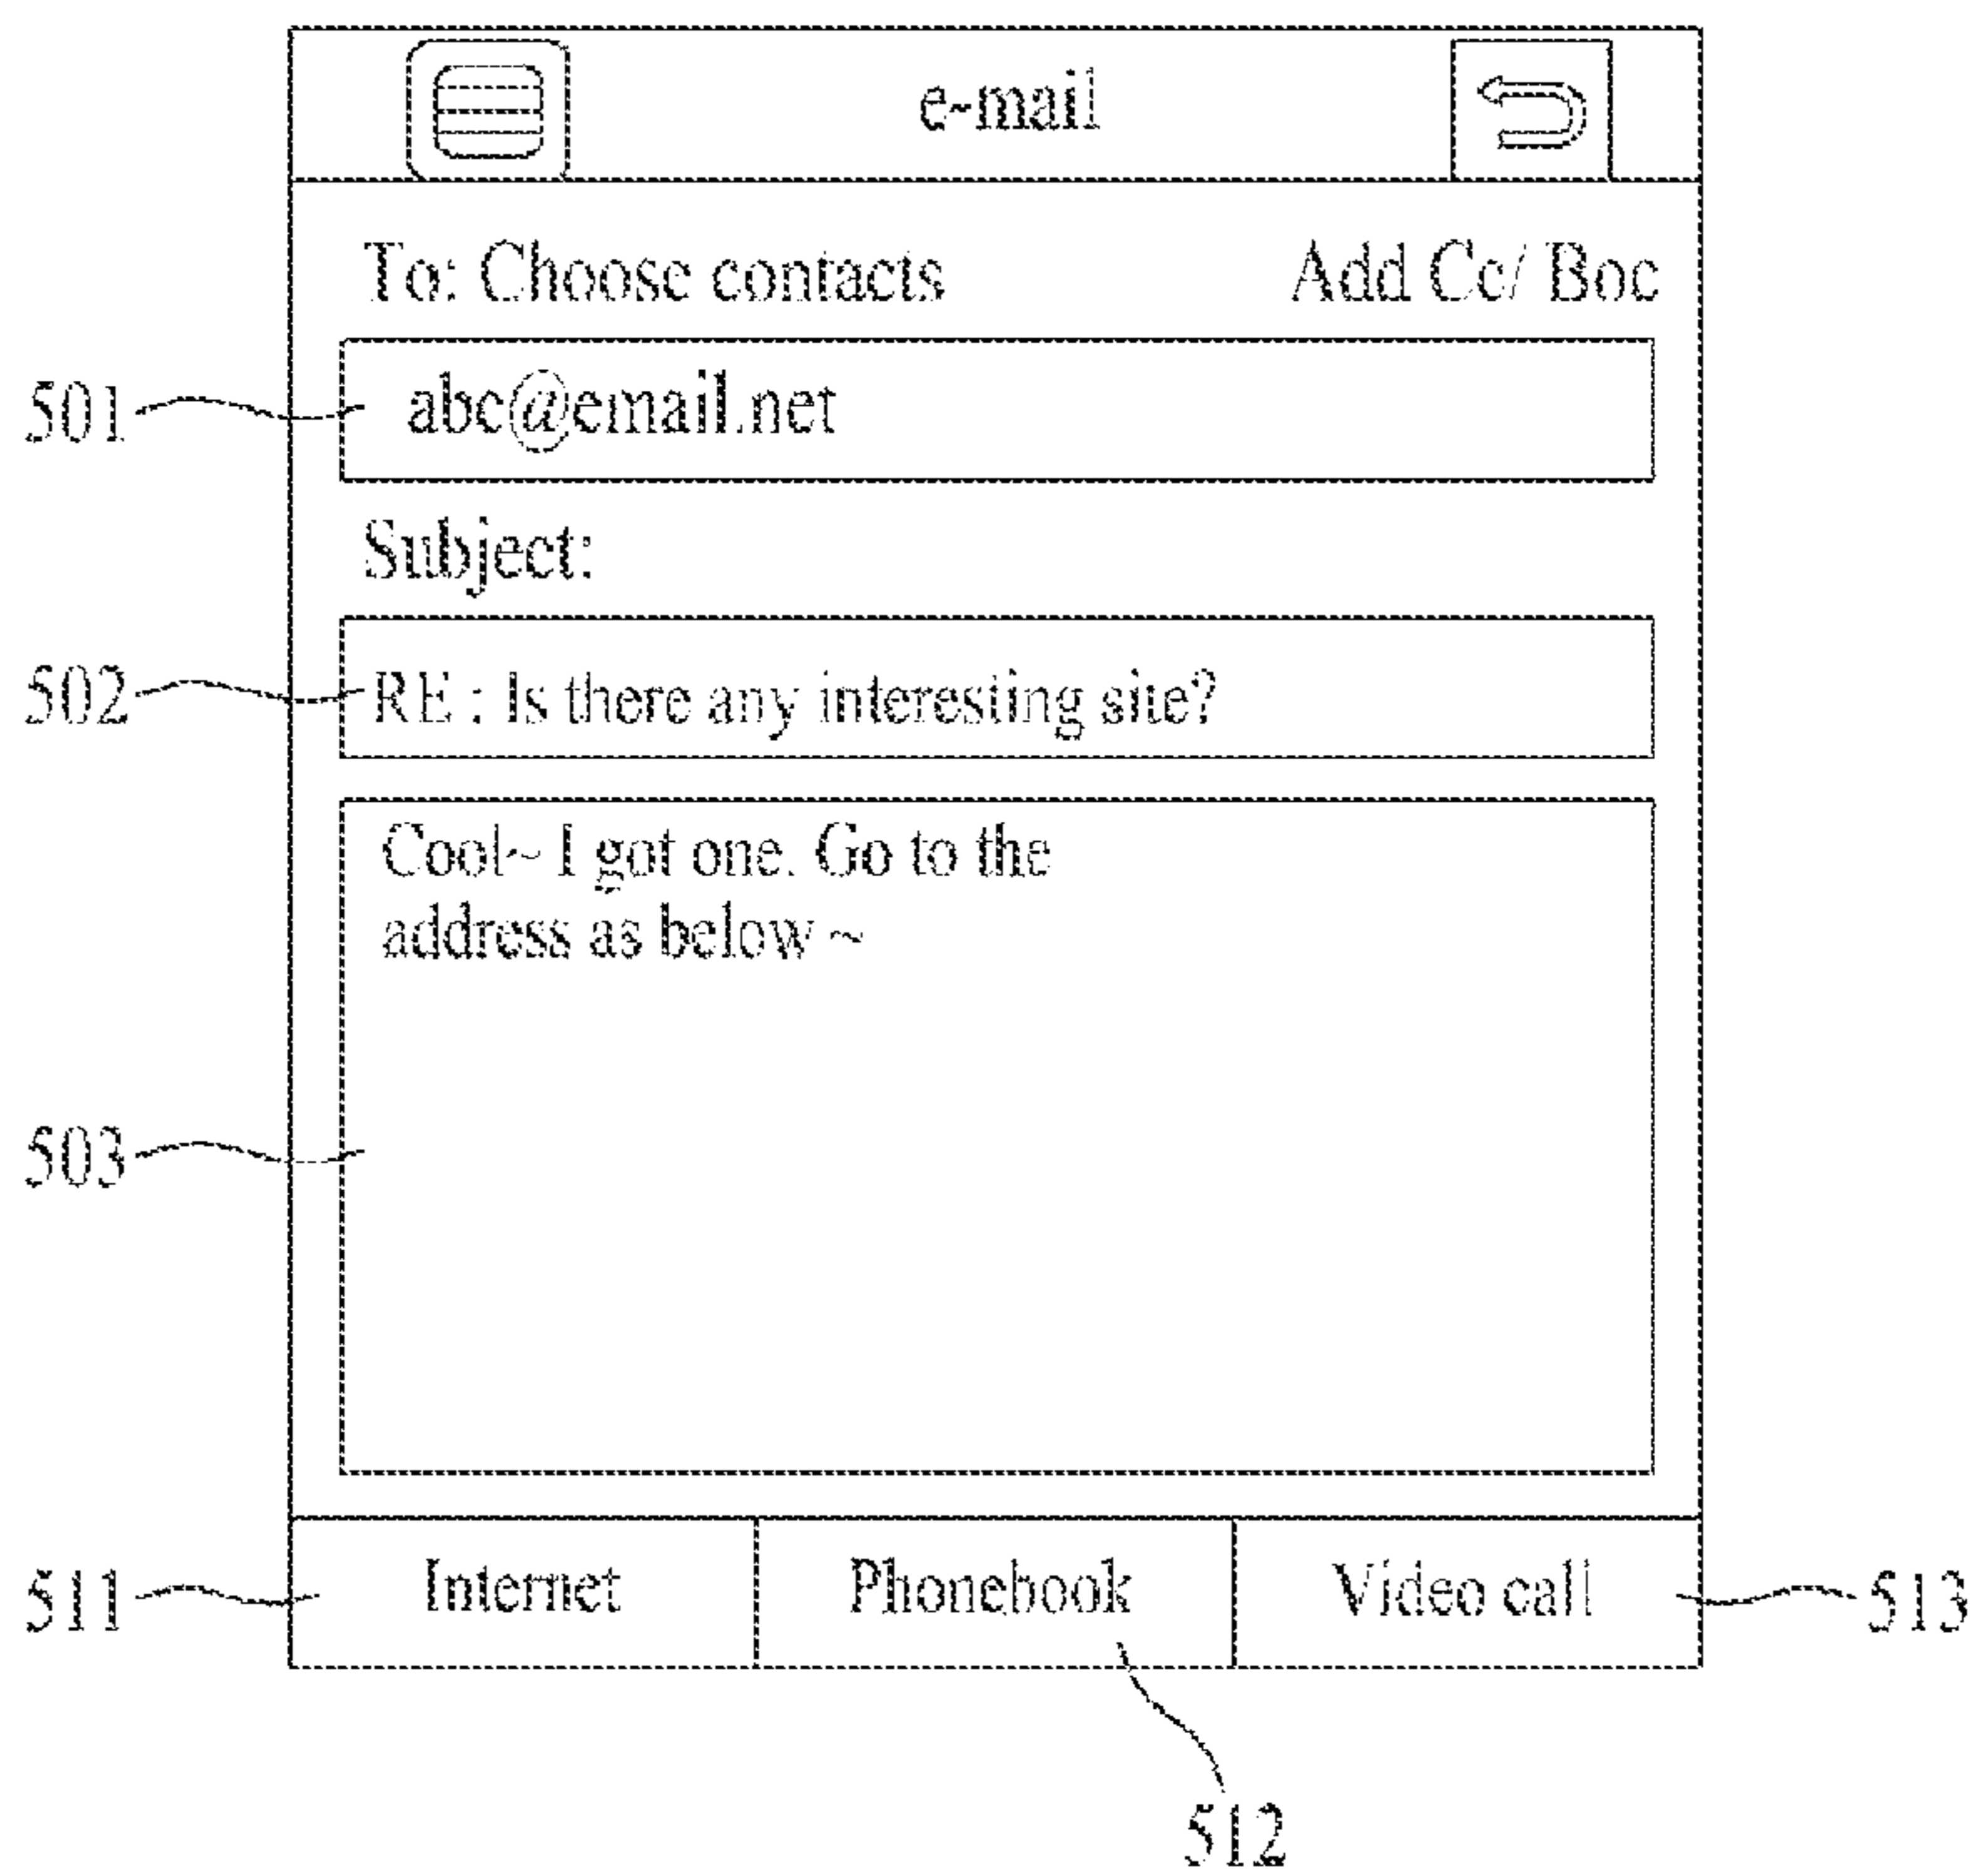 e-mail
To: Choose contacts Add Cc/ Boc
501 abc@email.net
Subject:
502 RE : Is there any interesting site?
Cool~ I got one. Go to the
address as below ~
503
511 Internet Phonebook Video call 513
512